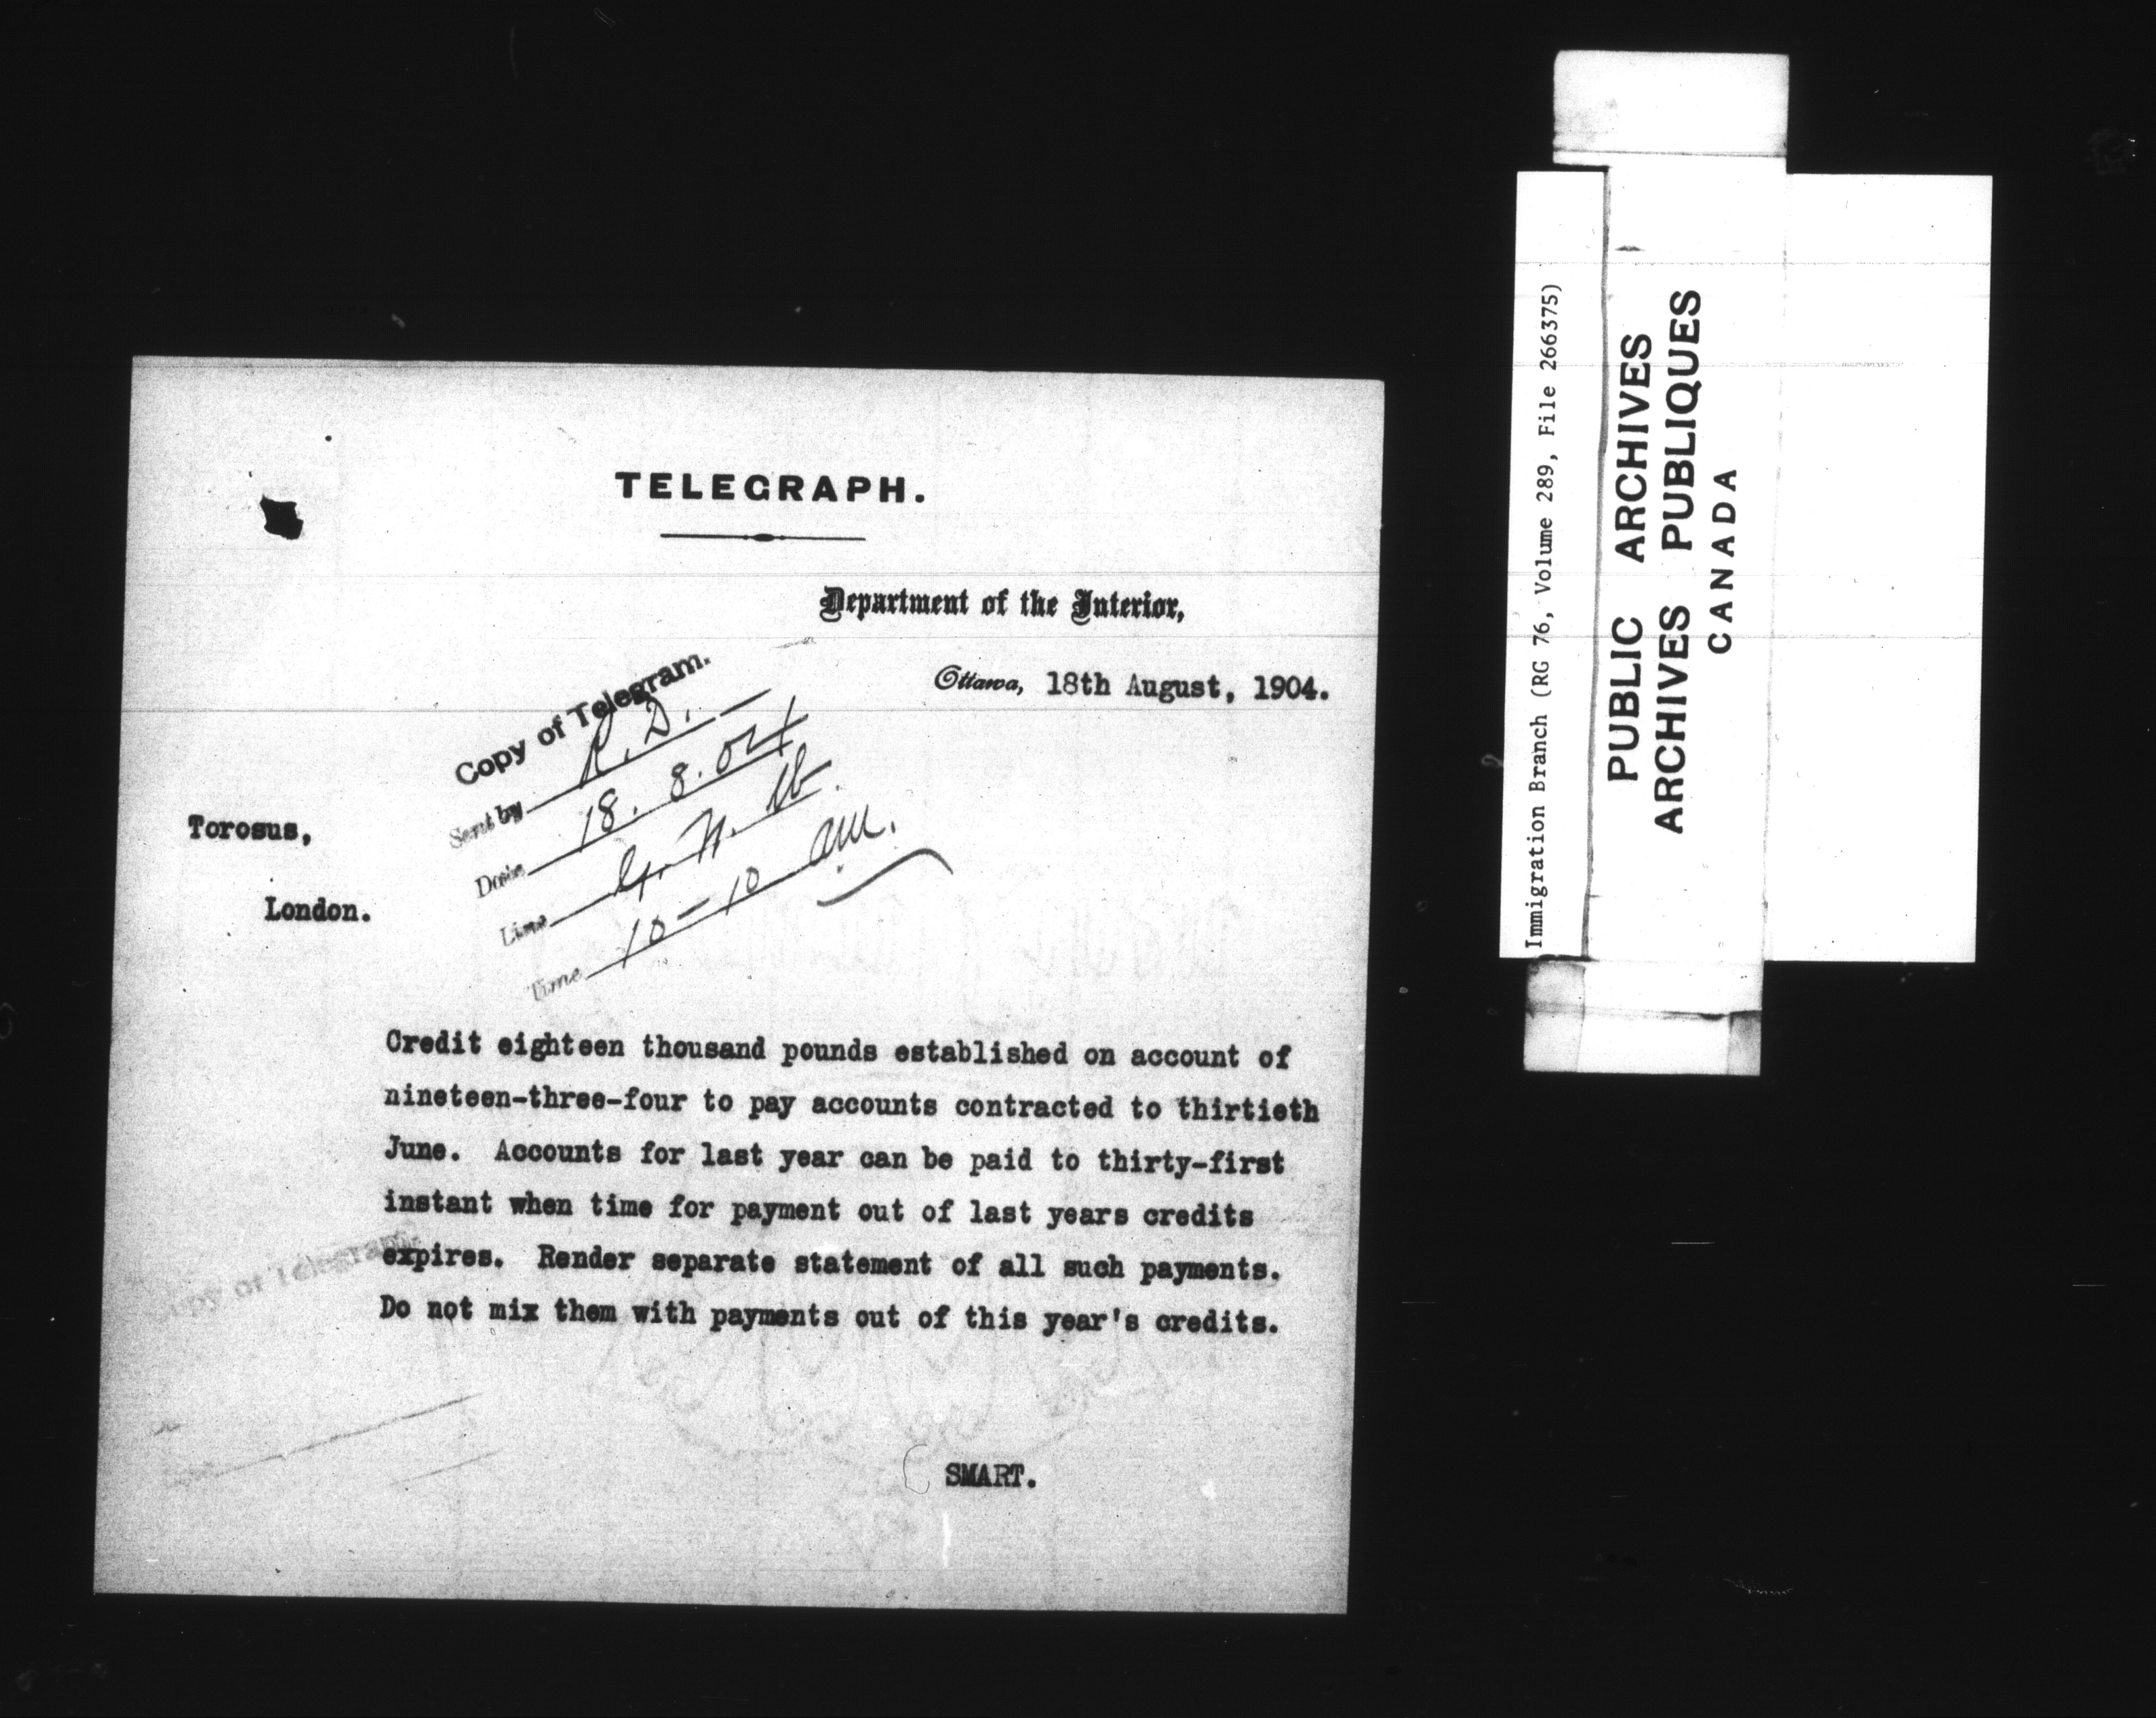 TELEGRAPH.
Department of the Interior,
Ottawa, 18th August, 1904.
Copy of Telegram.
Sent by R. D.
Date 18. 8. 04
Line G. N. W.
Time 10-10 am.
Torosus,
London.
Credit eighteen thousand pounds established on account of
nineteen-three-four to pay accounts contracted to thirtieth
June. Accounts for last year can be paid to thirty-first
instant when time for payment out of last years credits
expires. Render separate statement of all such payments.
Do not mix them with payments out of this year's credits.
Copy of Telegram.
SMART.
Immigration Branch (RG 76, Volume 289, File 266375)
PUBLIC ARCHIVES
ARCHIVES PUBLIQUES
CANADA